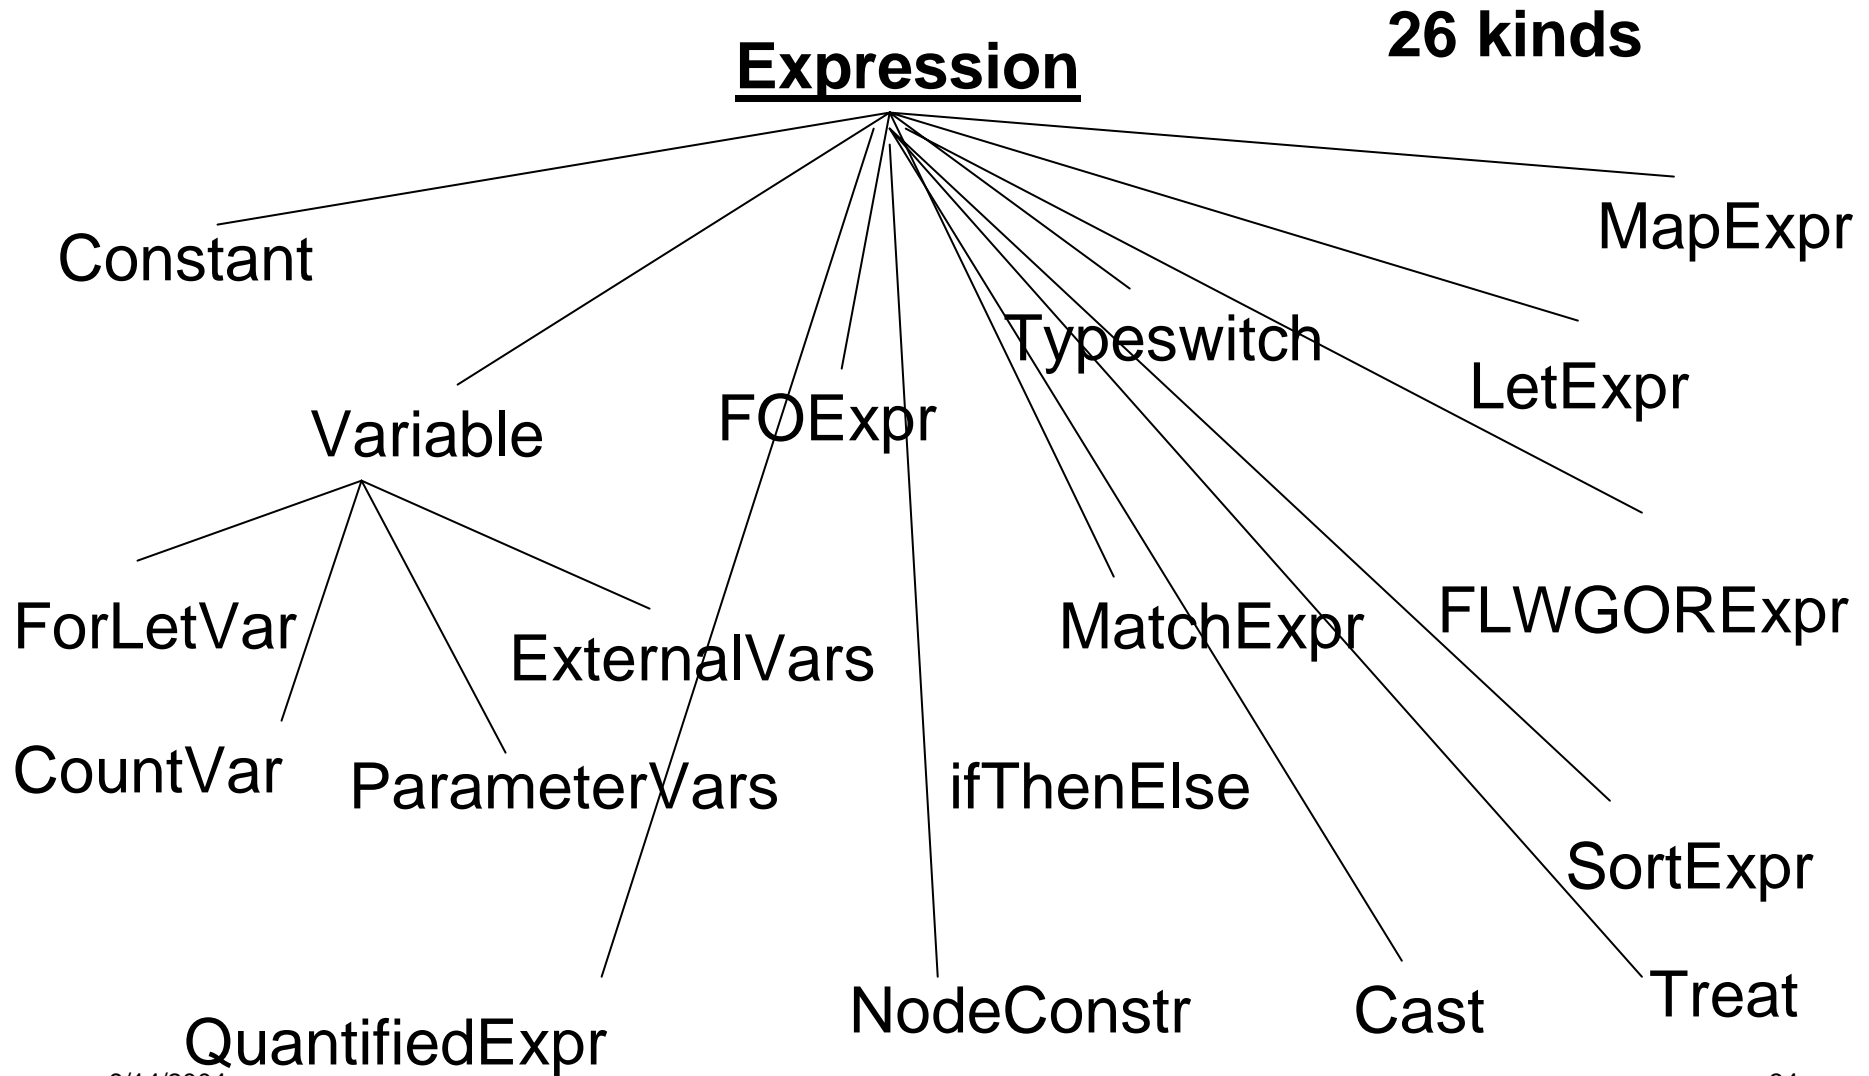 26 kinds
Expression
MapExpr
Constant
Typeswitch
LetExpr
FOExpr
Variable
FLWGORExpr
ForLetVar
MatchExpr
ExternalVars
CountVar
ParameterVars
ifThenElse
SortExpr
Treat
NodeConstr
Cast
QuantifiedExpr